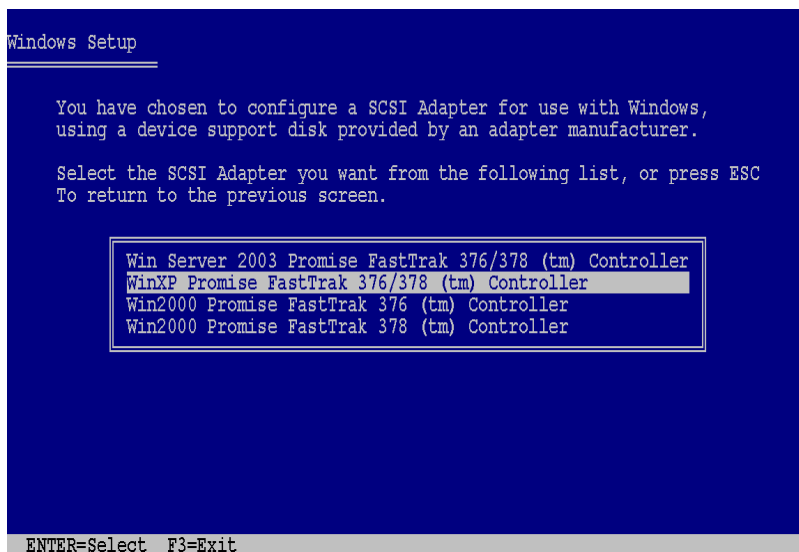 Windows Setup
You have chosen to configure a SCSI Adapter for use with Windows,
using a device support disk provided by an adapter manufacturer.
Select the SCSI Adapter you want from the following list, or press ESC
To return to the previous screen.
Win Server 2003 Promise FastTrak 376/378 (tm) Controller
WinXP Promise FastTrak 376/378 (tm) Controller
Win2000 Promise FastTrak 376 (tm) Controller
Win2000 Promise FastTrak 378 (tm) Controller
ENTER=Select F3=Exit